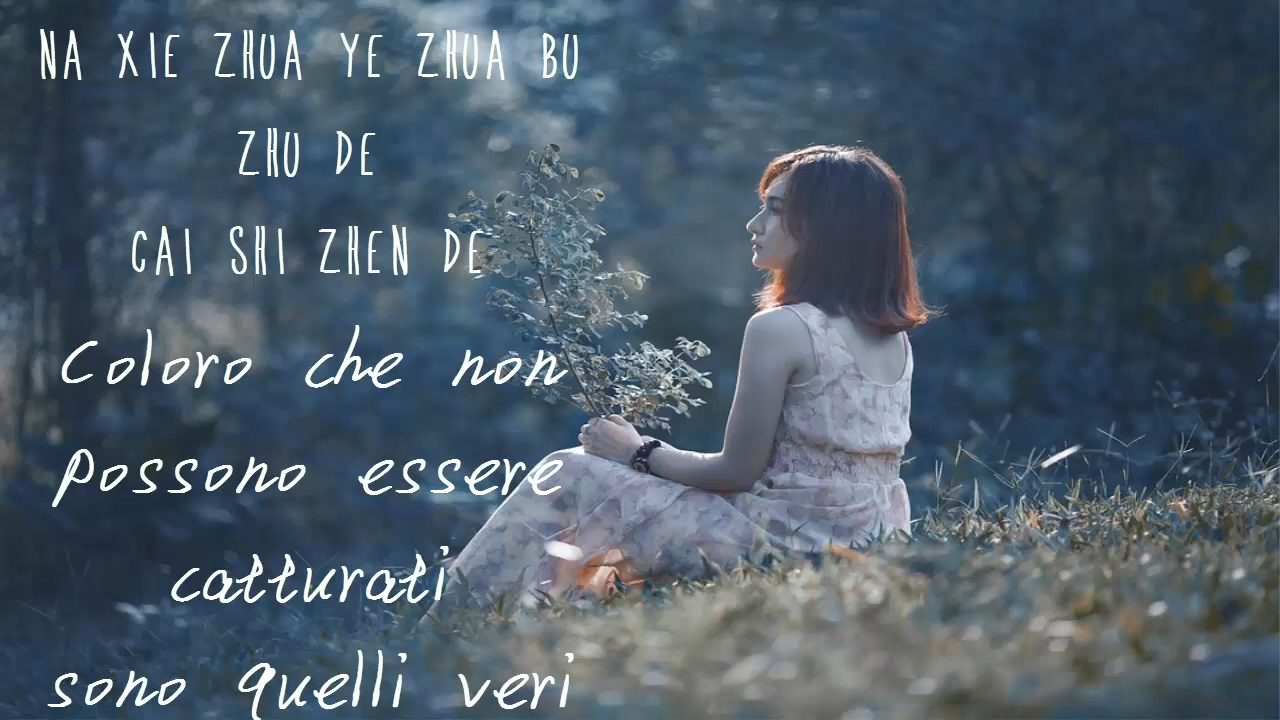 NA XIE ZHUA YE ZHUA BU
ZHU DE
CAI SHI ZHEN DE
Coloro che non
possono essere
catturati
sono quelli veri